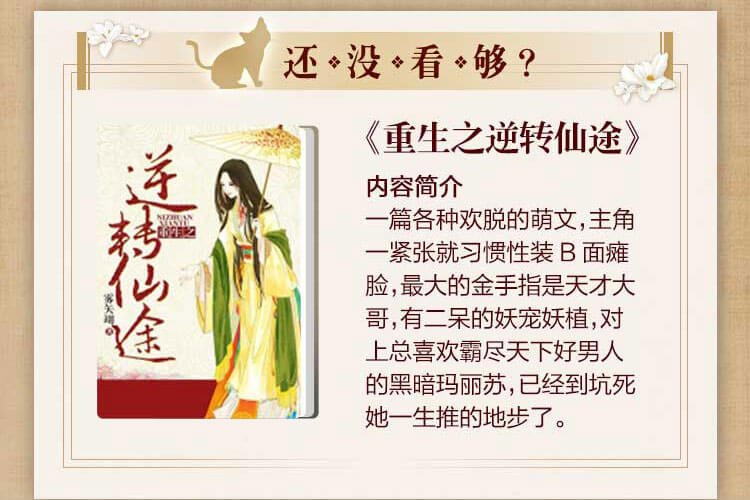 还没看够？
《重生之逆转仙途》
内容简介
一篇各种欢脱的萌文，主角
一紧张就习惯性装B面瘫
脸，最大的金手指是天才大
哥，有二呆的妖宠妖植，对
上总喜欢霸尽天下好男人
的黑暗玛丽苏，已经到坑死
她一生推的地步了。
逆转仙途
NIZHUAN
XIANTU
重生之
雾矢翊
著